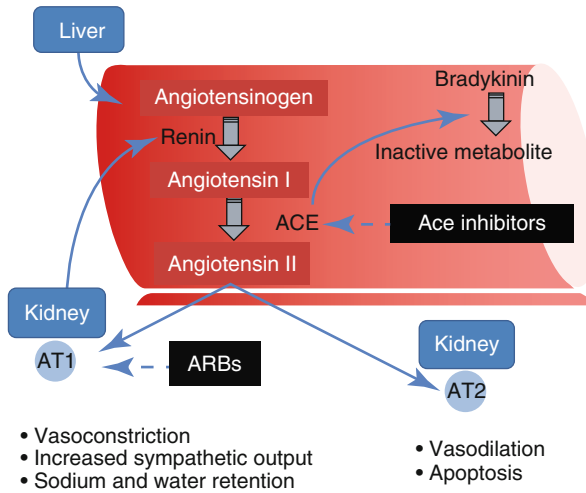 Liver
Angiotensinogen
Bradykinin
Renin
Inactive metabolite
Angiotensin I
ACE
Ace inhibitors
Angiotensin II
Kidney
AT1
ARBs
Kidney
AT2
• Vasoconstriction
• Increased sympathetic output
• Sodium and water retention
• Vasodilation
• Apoptosis